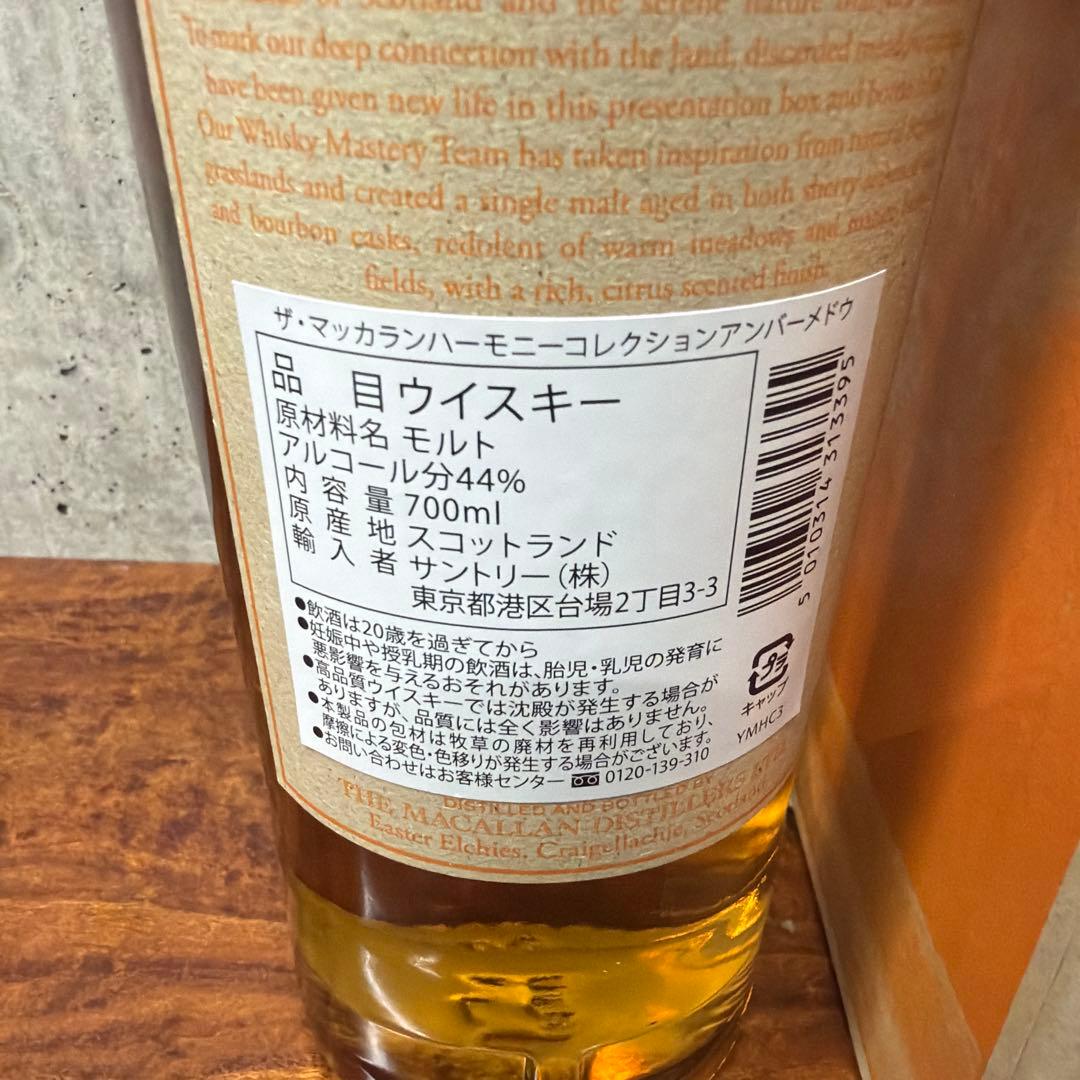 of Scotland and the serene nature
To mark our deep connection with the land, discarded meadow
have been given new life in this presentation box and bottle
Our Whisky Mastery Team has taken inspiration from natural
grasslands and created a single malt aged in both sherry seasoned
and bourbon casks, redolent of warm meadows and
fields, with a rich, citrus scented finish.
ザ・マッカランハーモニーコレクションアンバーメドウ
品 目 ウイスキー
原材料名 モルト
アルコール分44%
内容量 700ml
原産地 スコットランド
輸入者 サントリー(株)
東京都港区台場2丁目3-3
●飲酒は20歳を過ぎてから
●妊娠中や授乳期の飲酒は、胎児・乳児の発育に
悪影響を与えるおそれがあります。
●高品質ウイスキーでは沈殿が発生する場合が
ありますが、品質には全く影響はありません。
●本製品の包材は牧草の廃材を再利用しており、
摩擦による変色・色移りが発生する場合がございます。
●お問い合わせはお客様センター 0120-139-310
5 010314 313395
プラ
キャップ
YMHC3
DISTILLED AND BOTTLED BY
THE MACALLAN DISTILLERS
Easter Elchies, Craigellachie, Scotland